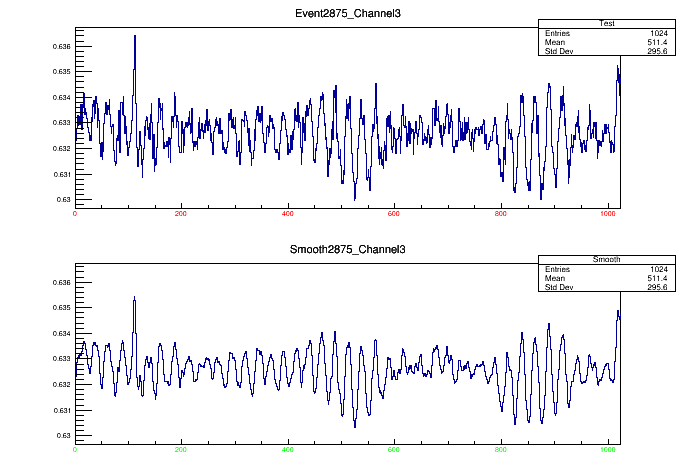 Event2875_Channel3
Test
Entries 1024
Mean 511.4
Std Dev 295.6
0.636
0.635
0.634
0.633
0.632
0.631
0.63
0 200 400 600 800 1000
Smooth2875_Channel3
Smooth
Entries 1024
Mean 511.4
Std Dev 295.6
0.636
0.635
0.634
0.633
0.632
0.631
0.63
0 200 400 600 800 1000